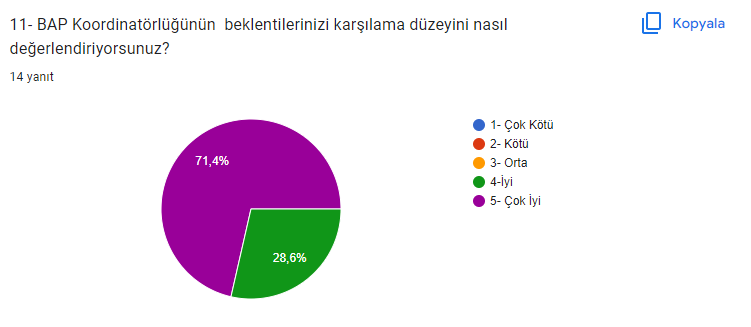 11- BAP Koordinatörlüğünün  beklentilerinizi karşılama düzeyini nasıl
değerlendiriyorsunuz?
Kopyala
14 yanıt
71,4%
28,6%
1- Çok Kötü
2- Kötü
3- Orta
4-İyi
5- Çok İyi